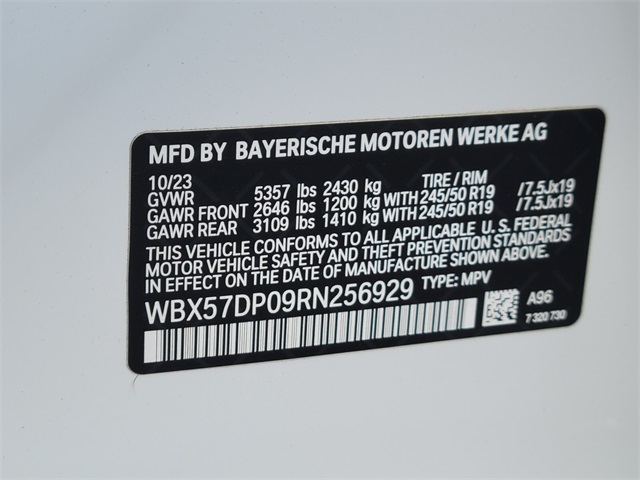 MFD BY BAYERISCHE MOTOREN WERKE AG
10/23 TIRE / RIM
GVWR 5357 lbs 2430 kg
GAWR FRONT 2646 lbs 1200 kg WITH 245/50 R19 /7.5Jx19
GAWR REAR 3109 lbs 1410 kg WITH 245/50 R19 /7.5Jx19
THIS VEHICLE CONFORMS TO ALL APPLICABLE U.S. FEDERAL
MOTOR VEHICLE SAFETY AND THEFT PREVENTION STANDARDS
IN EFFECT ON THE DATE OF MANUFACTURE SHOWN ABOVE.
WBX57DP09RN256929 TYPE: MPV
A96
7 320 730